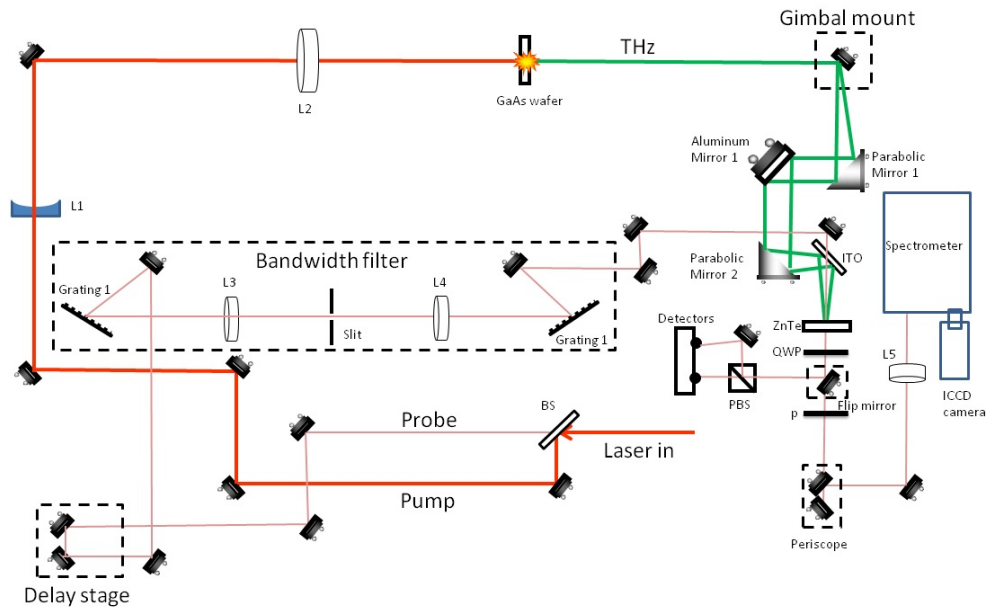 Gimbal mount
THz
L2
GaAs wafer
Aluminum
Mirror 1
Parabolic
Mirror 1
L1
Spectrometer
Bandwidth filter
Parabolic
Mirror 2
ITO
Grating 1
L3
L4
Slit
Grating 1
Detectors
ZnTe
QWP
L5
PBS
Flip mirror
ICCD
camera
p
BS
Probe
Laser in
Pump
Periscope
Delay stage